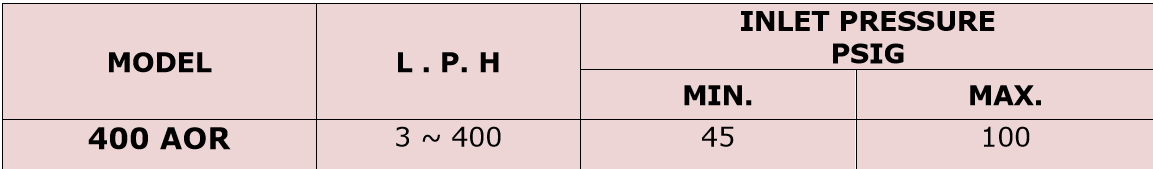 MODEL
L . P. H
INLET PRESSURE
PSIG
MIN.
MAX.
400 AOR
3 ~ 400
45
100